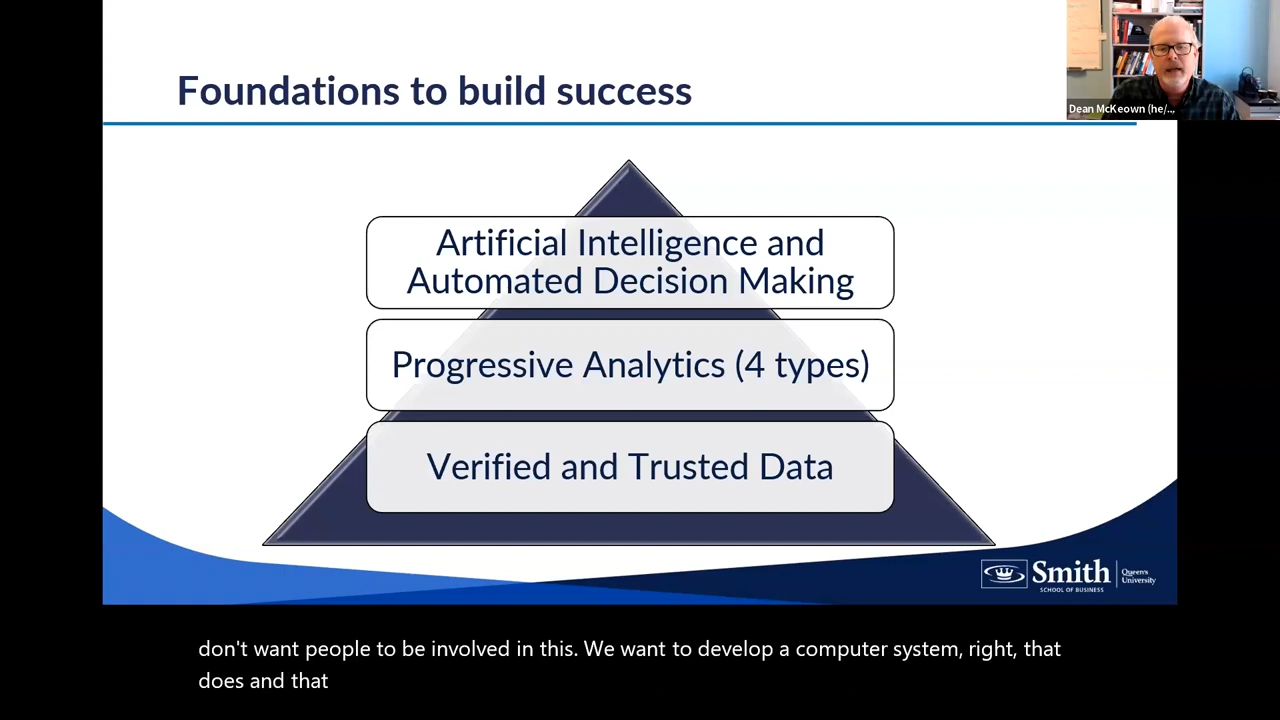 Foundations to build success
Dean McKeown (he/...
Artificial Intelligence and
Automated Decision Making
Progressive Analytics (4 types)
Verified and Trusted Data
Smith
SCHOOL OF BUSINESS
Queen's
University
don't want people to be involved in this. We want to develop a computer system, right, that
does and that